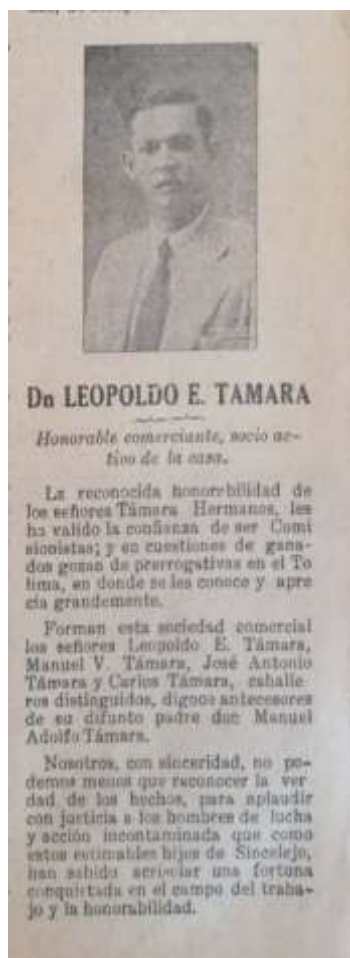 Dn LEOPOLDO E. TAMARA
Honorable comerciante, socio ac-
tivo de la casa.
La reconocida honorabilidad de
los señores Támara Hermanos, les
ha valido la confianza de ser Comi
sionistas; y en cuestiones de gana-
dos gozan de prerrogativas en el To
lima, en donde se les conoce y apre
cia grandemente.
Forman esta sociedad comercial
los señores Leopoldo E. Támara,
Manuel V. Támara, José Antonio
Támara y Carlos Támara, caballe
ros distinguidos, dignos antecesores
de su difunto padre don Manuel
Adolfo Támara.
Nosotros, con sinceridad, no po-
demos menos que reconocer la ver
dad de los hechos, para aplaudir
con justicia a los hombres de lucha
y acción incontaminada que como
estos estimables hijos de Sincelejo,
han sabido acrisolar una fortuna
conquistada en el campo del traba-
jo y la honorabilidad.